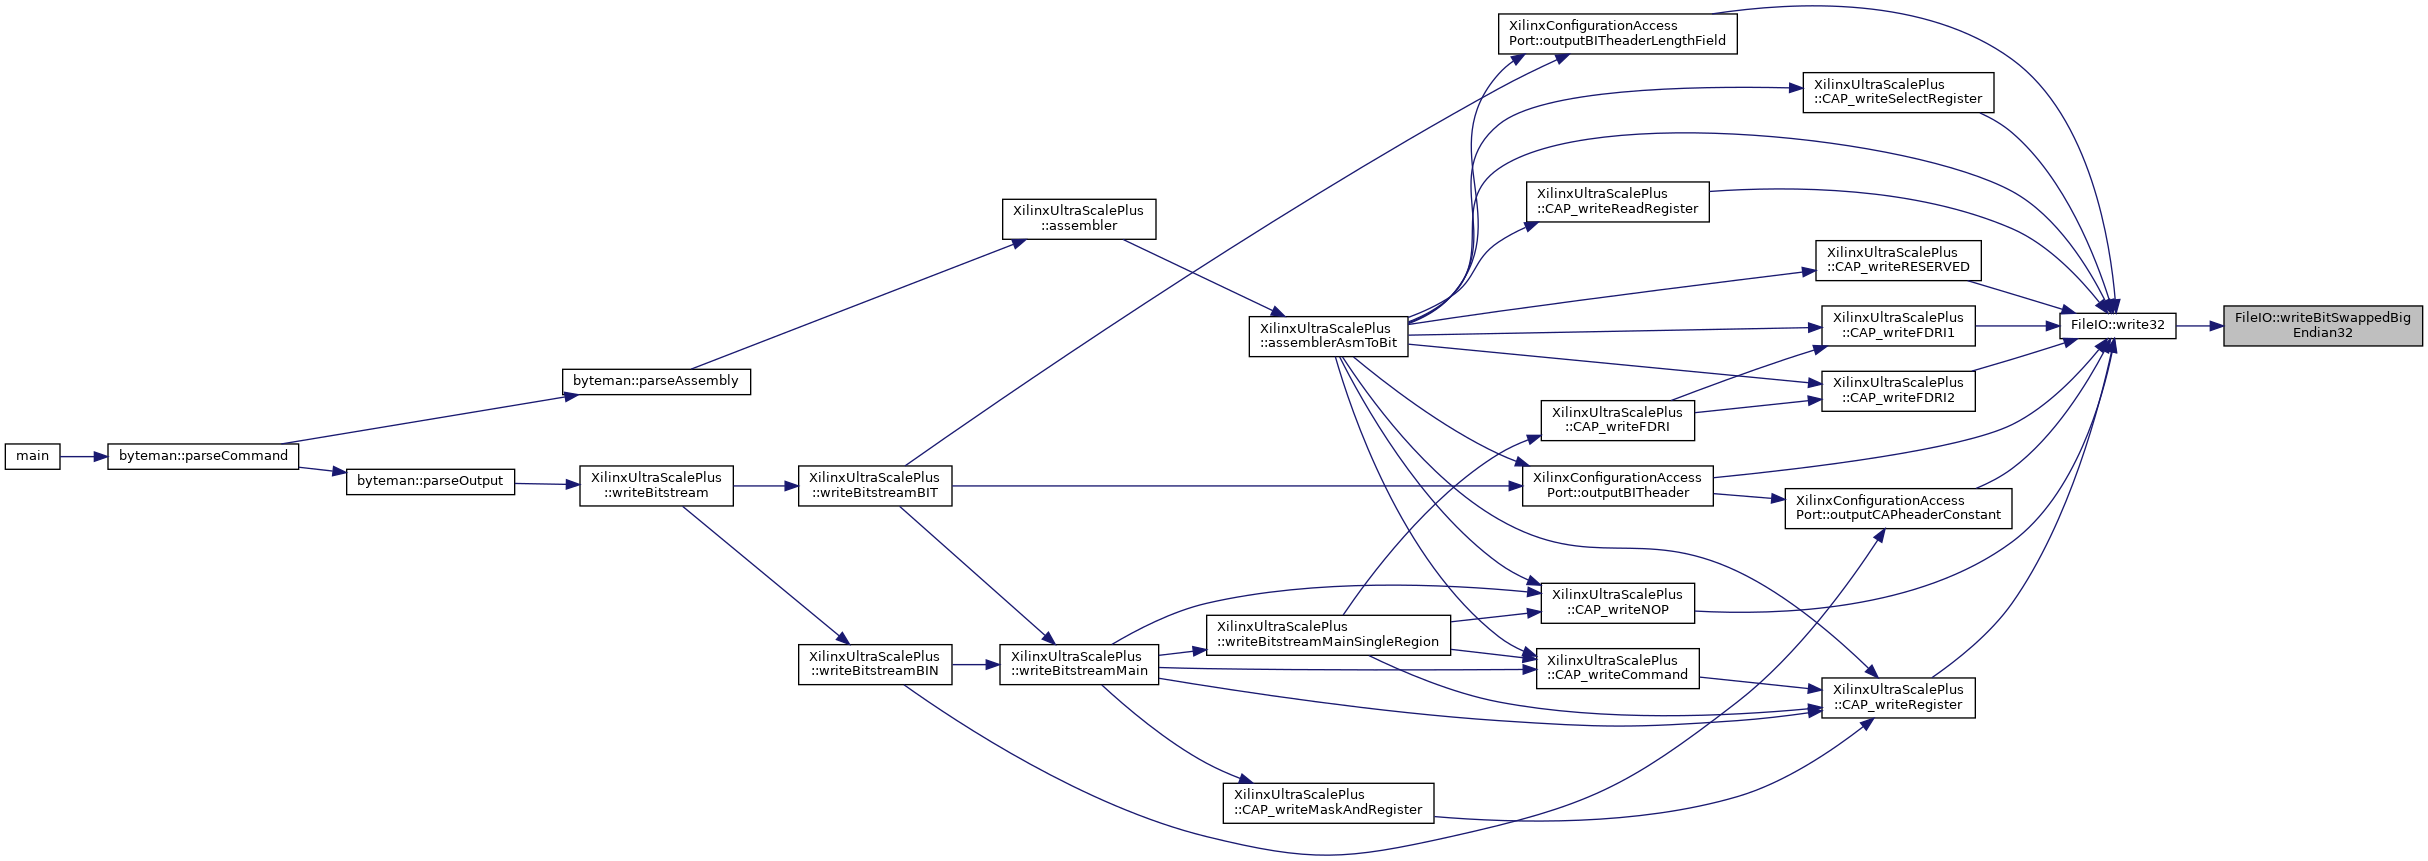 XilinxConfigurationAccess
Port::outputBITheaderLengthField
XilinxUltraScalePlus
::CAP_writeSelectRegister
XilinxUltraScalePlus
::CAP_writeReadRegister
XilinxUltraScalePlus
::assembler
XilinxUltraScalePlus
::CAP_writeRESERVED
XilinxUltraScalePlus
::CAP_writeFDRI1
FileIO::write32
FileIO::writeBitSwappedBig
Endian32
XilinxUltraScalePlus
::assemblerAsmToBit
byteman::parseAssembly
XilinxUltraScalePlus
::CAP_writeFDRI2
XilinxUltraScalePlus
::CAP_writeFDRI
main
byteman::parseCommand
byteman::parseOutput
XilinxUltraScalePlus
::writeBitstream
XilinxUltraScalePlus
::writeBitstreamBIT
XilinxConfigurationAccess
Port::outputBITheader
XilinxConfigurationAccess
Port::outputCAPheaderConstant
XilinxUltraScalePlus
::CAP_writeNOP
XilinxUltraScalePlus
::writeBitstreamMainSingleRegion
XilinxUltraScalePlus
::writeBitstreamBIN
XilinxUltraScalePlus
::writeBitstreamMain
XilinxUltraScalePlus
::CAP_writeCommand
XilinxUltraScalePlus
::CAP_writeRegister
XilinxUltraScalePlus
::CAP_writeMaskAndRegister